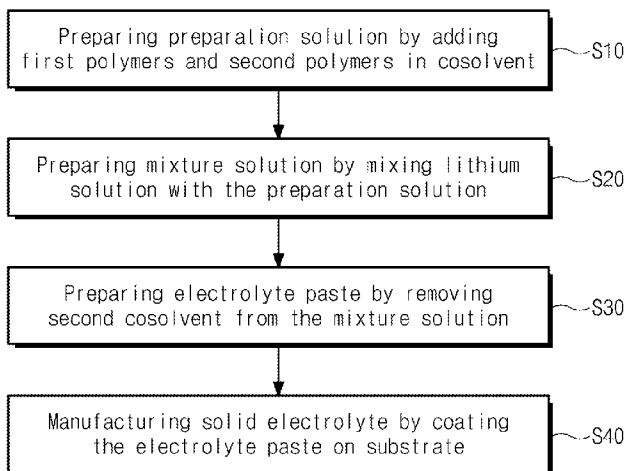 Preparing preparation solution by adding
first polymers and second polymers in cosolvent
S10
Preparing mixture solution by mixing lithium
solution with the preparation solution
S20
Preparing electrolyte paste by removing
second cosolvent from the mixture solution
S30
Manufacturing solid electrolyte by coating
the electrolyte paste on substrate
S40